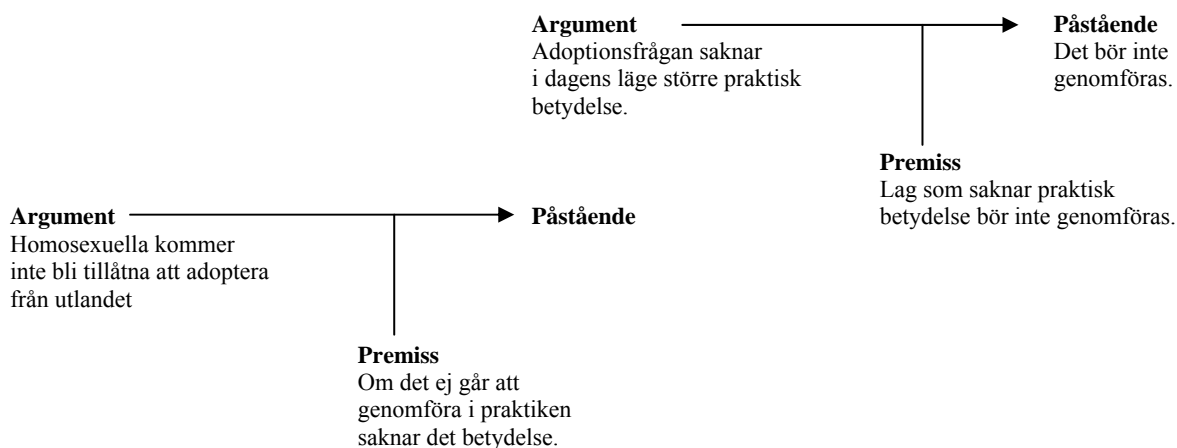 Argument
Adoptionsfrågan saknar
i dagens läge större praktisk
betydelse.
Påstående
Det bör inte
genomföras.
Premiss
Lag som saknar praktisk
betydelse bör inte genomföras.
Argument
Homosexuella kommer
inte bli tillåtna att adoptera
från utlandet
Påstående
Premiss
Om det ej går att
genomföra i praktiken
saknar det betydelse.